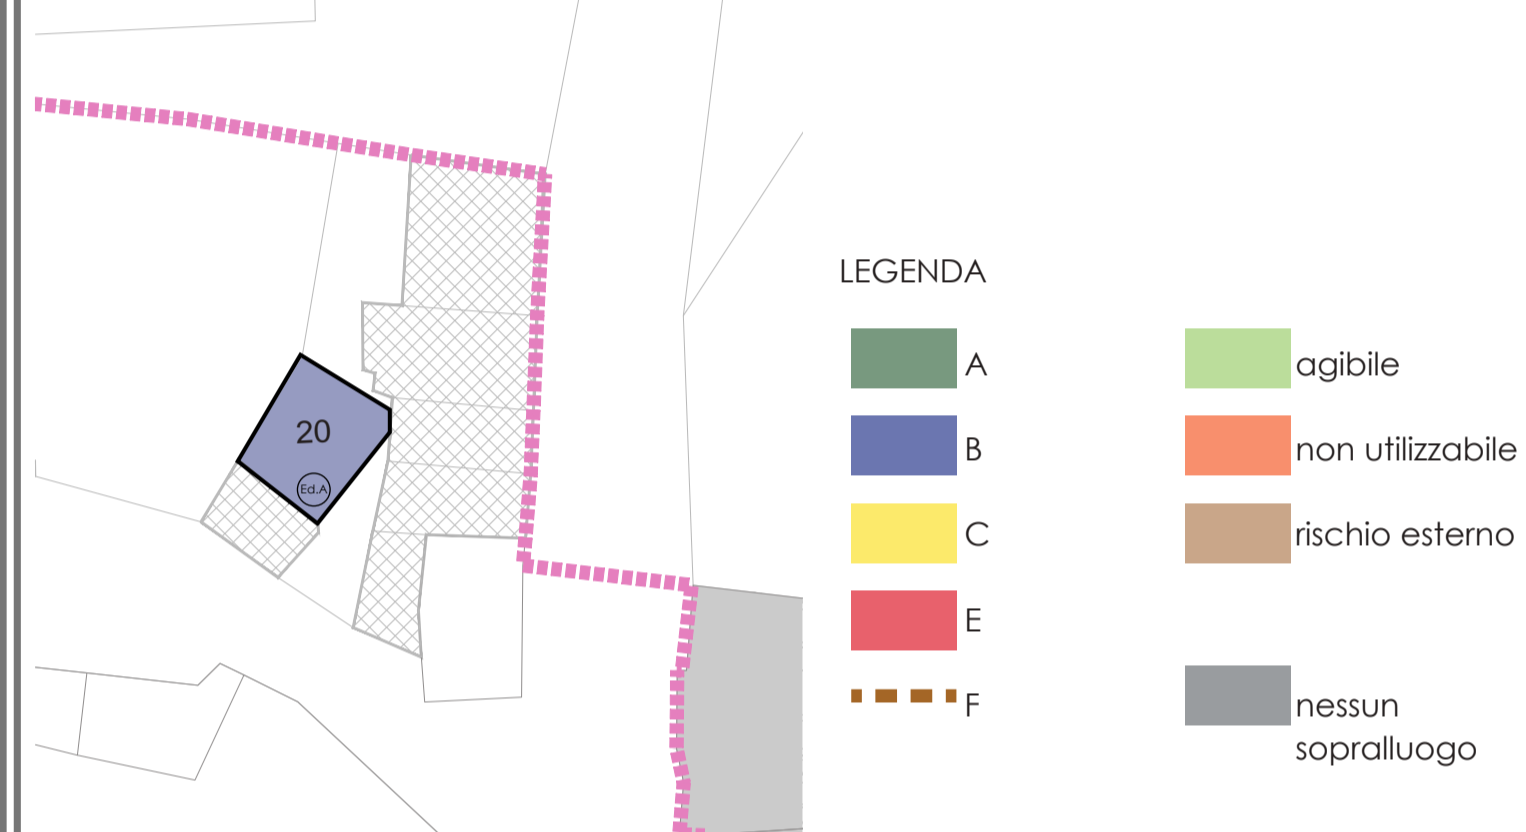 20
Ed.A
LEGENDA
A
B
C
E
F
agibile
non utilizzabile
rischio esterno
nessun
sopralluogo